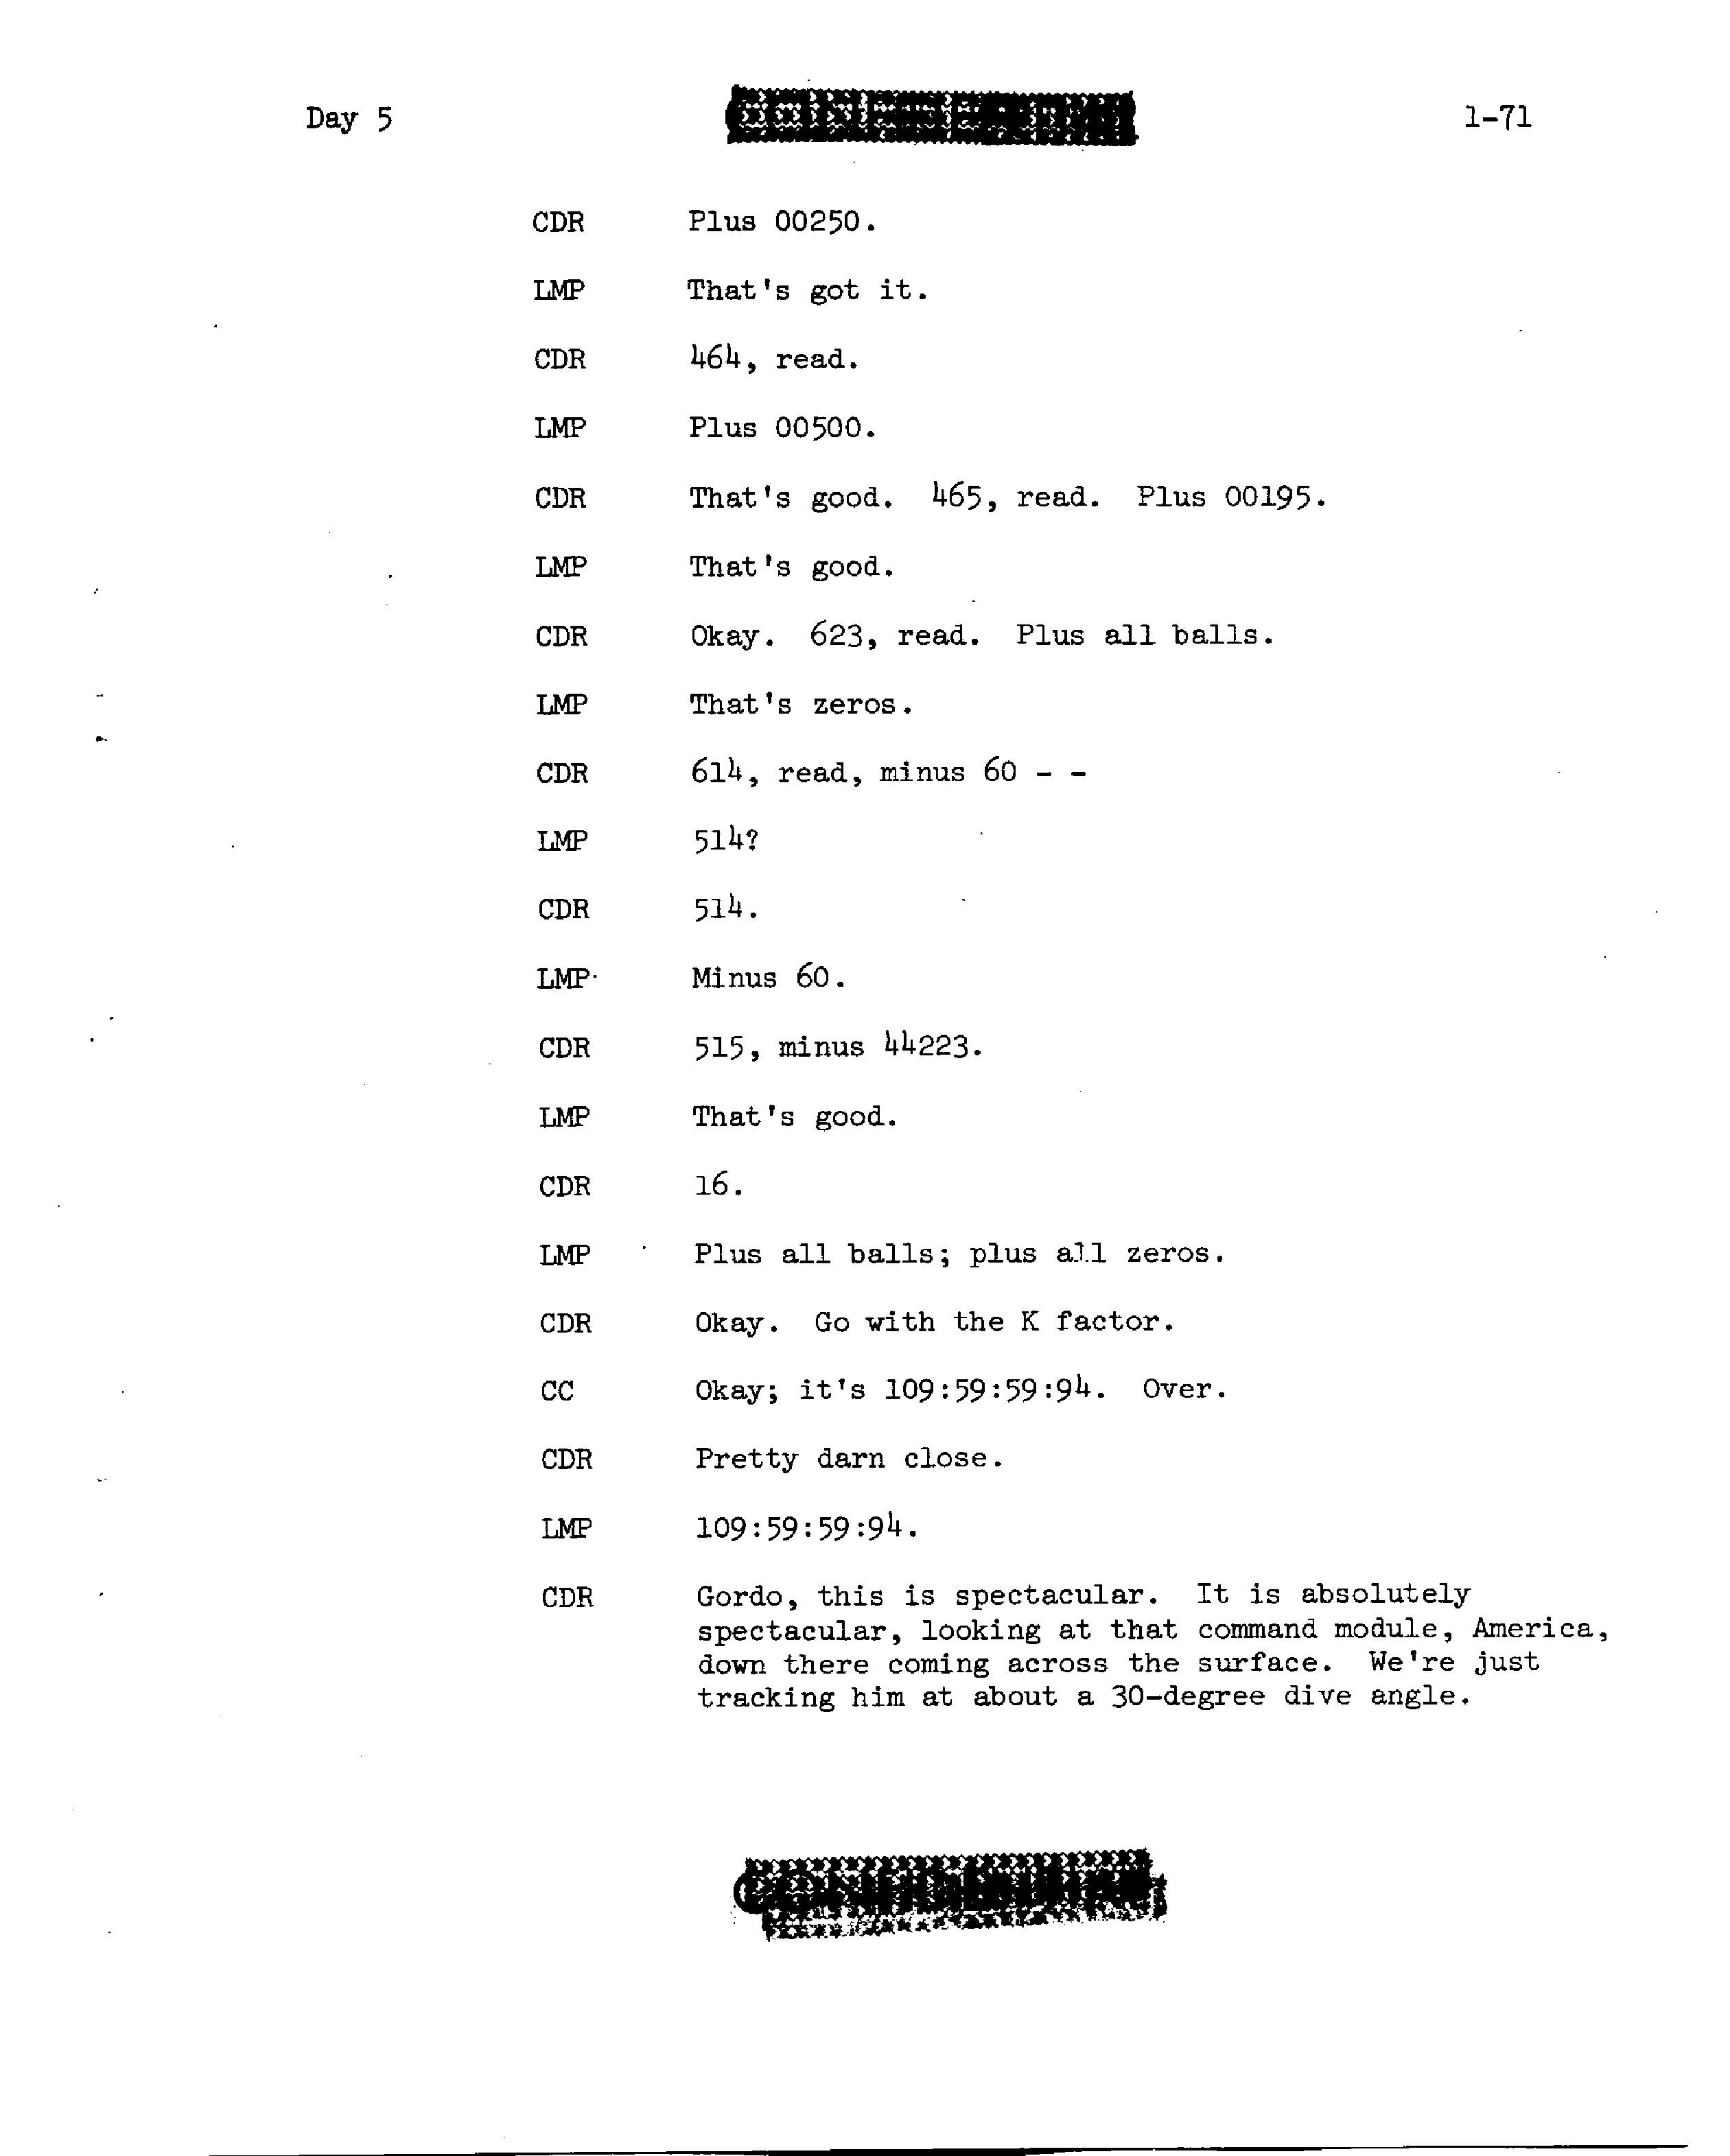 Day 5 1-71
CDR Plus 00250.
LMP That's got it.
CDR 464, read.
LMP Plus 00500.
CDR That's good. 465, read. Plus 00195.
LMP That's good.
CDR Okay. 623, read. Plus all balls.
LMP That's zeros.
CDR 614, read, minus 60 - -
LMP 514?
CDR 514.
LMP Minus 60.
CDR 515, minus 44223.
LMP That's good.
CDR 16.
LMP Plus all balls; plus all zeros.
CDR Okay. Go with the K factor.
CC Okay; it's 109:59:59:94. Over.
CDR Pretty darn close.
LMP 109:59:59:94.
CDR Gordo, this is spectacular. It is absolutely
spectacular, looking at that command module, America,
down there coming across the surface. We're just
tracking him at about a 30-degree dive angle.